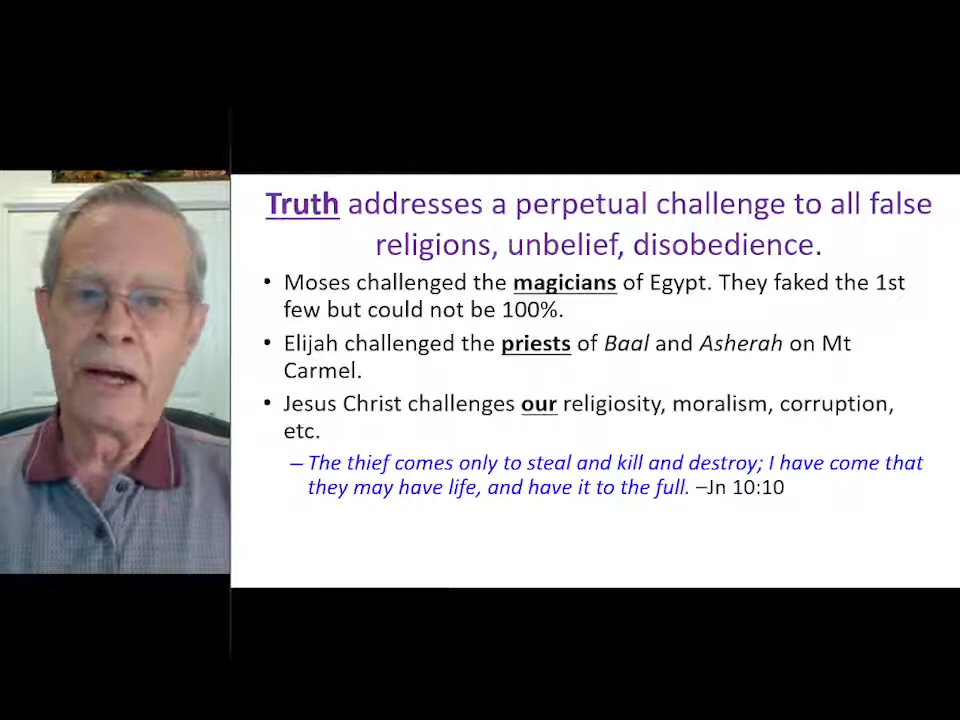 Truth addresses a perpetual challenge to all false
religions, unbelief, disobedience.
• Moses challenged the magicians of Egypt. They faked the 1st
few but could not be 100%.
• Elijah challenged the priests of Baal and Asherah on Mt
Carmel.
• Jesus Christ challenges our religiosity, moralism, corruption,
etc.
– The thief comes only to steal and kill and destroy; I have come that
they may have life, and have it to the full. –Jn 10:10